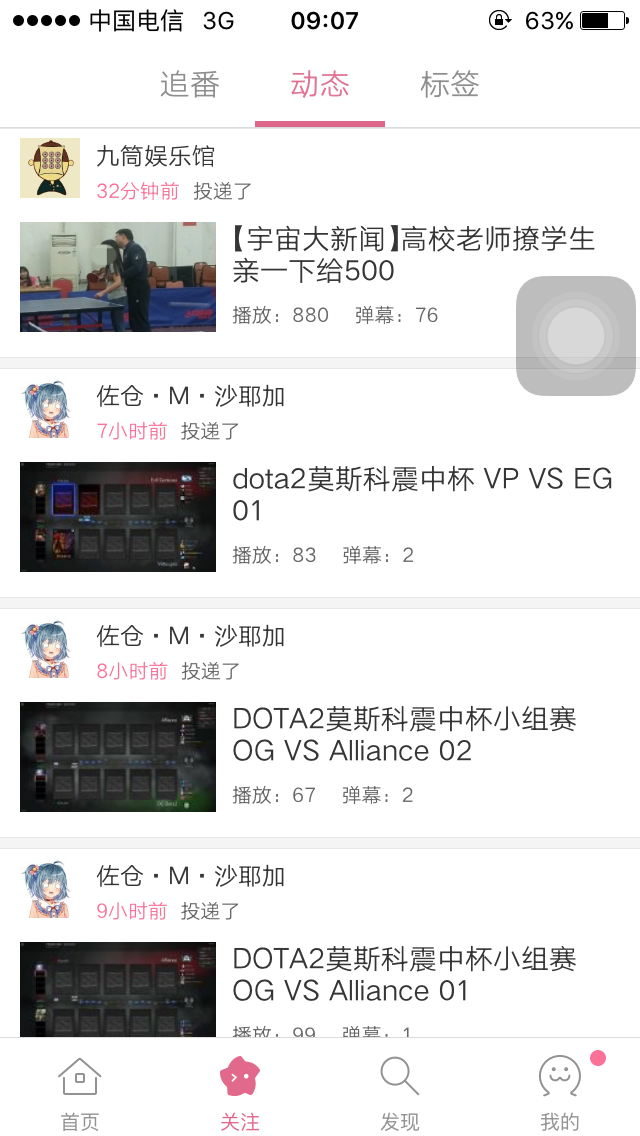 中国电信 3G 09:07 63%
追番 动态 标签
九筒娱乐馆
32分钟前 投递了
【宇宙大新闻】高校老师撩学生
亲一下给500
播放：880 弹幕：76
佐仓·M·沙耶加
7小时前 投递了
dota2莫斯科震中杯 VP VS EG
01
播放：83 弹幕：2
佐仓·M·沙耶加
8小时前 投递了
DOTA2莫斯科震中杯小组赛
OG VS Alliance 02
播放：67 弹幕：2
佐仓·M·沙耶加
9小时前 投递了
DOTA2莫斯科震中杯小组赛
OG VS Alliance 01
播放：99 弹幕：1
首页 关注 发现 我的